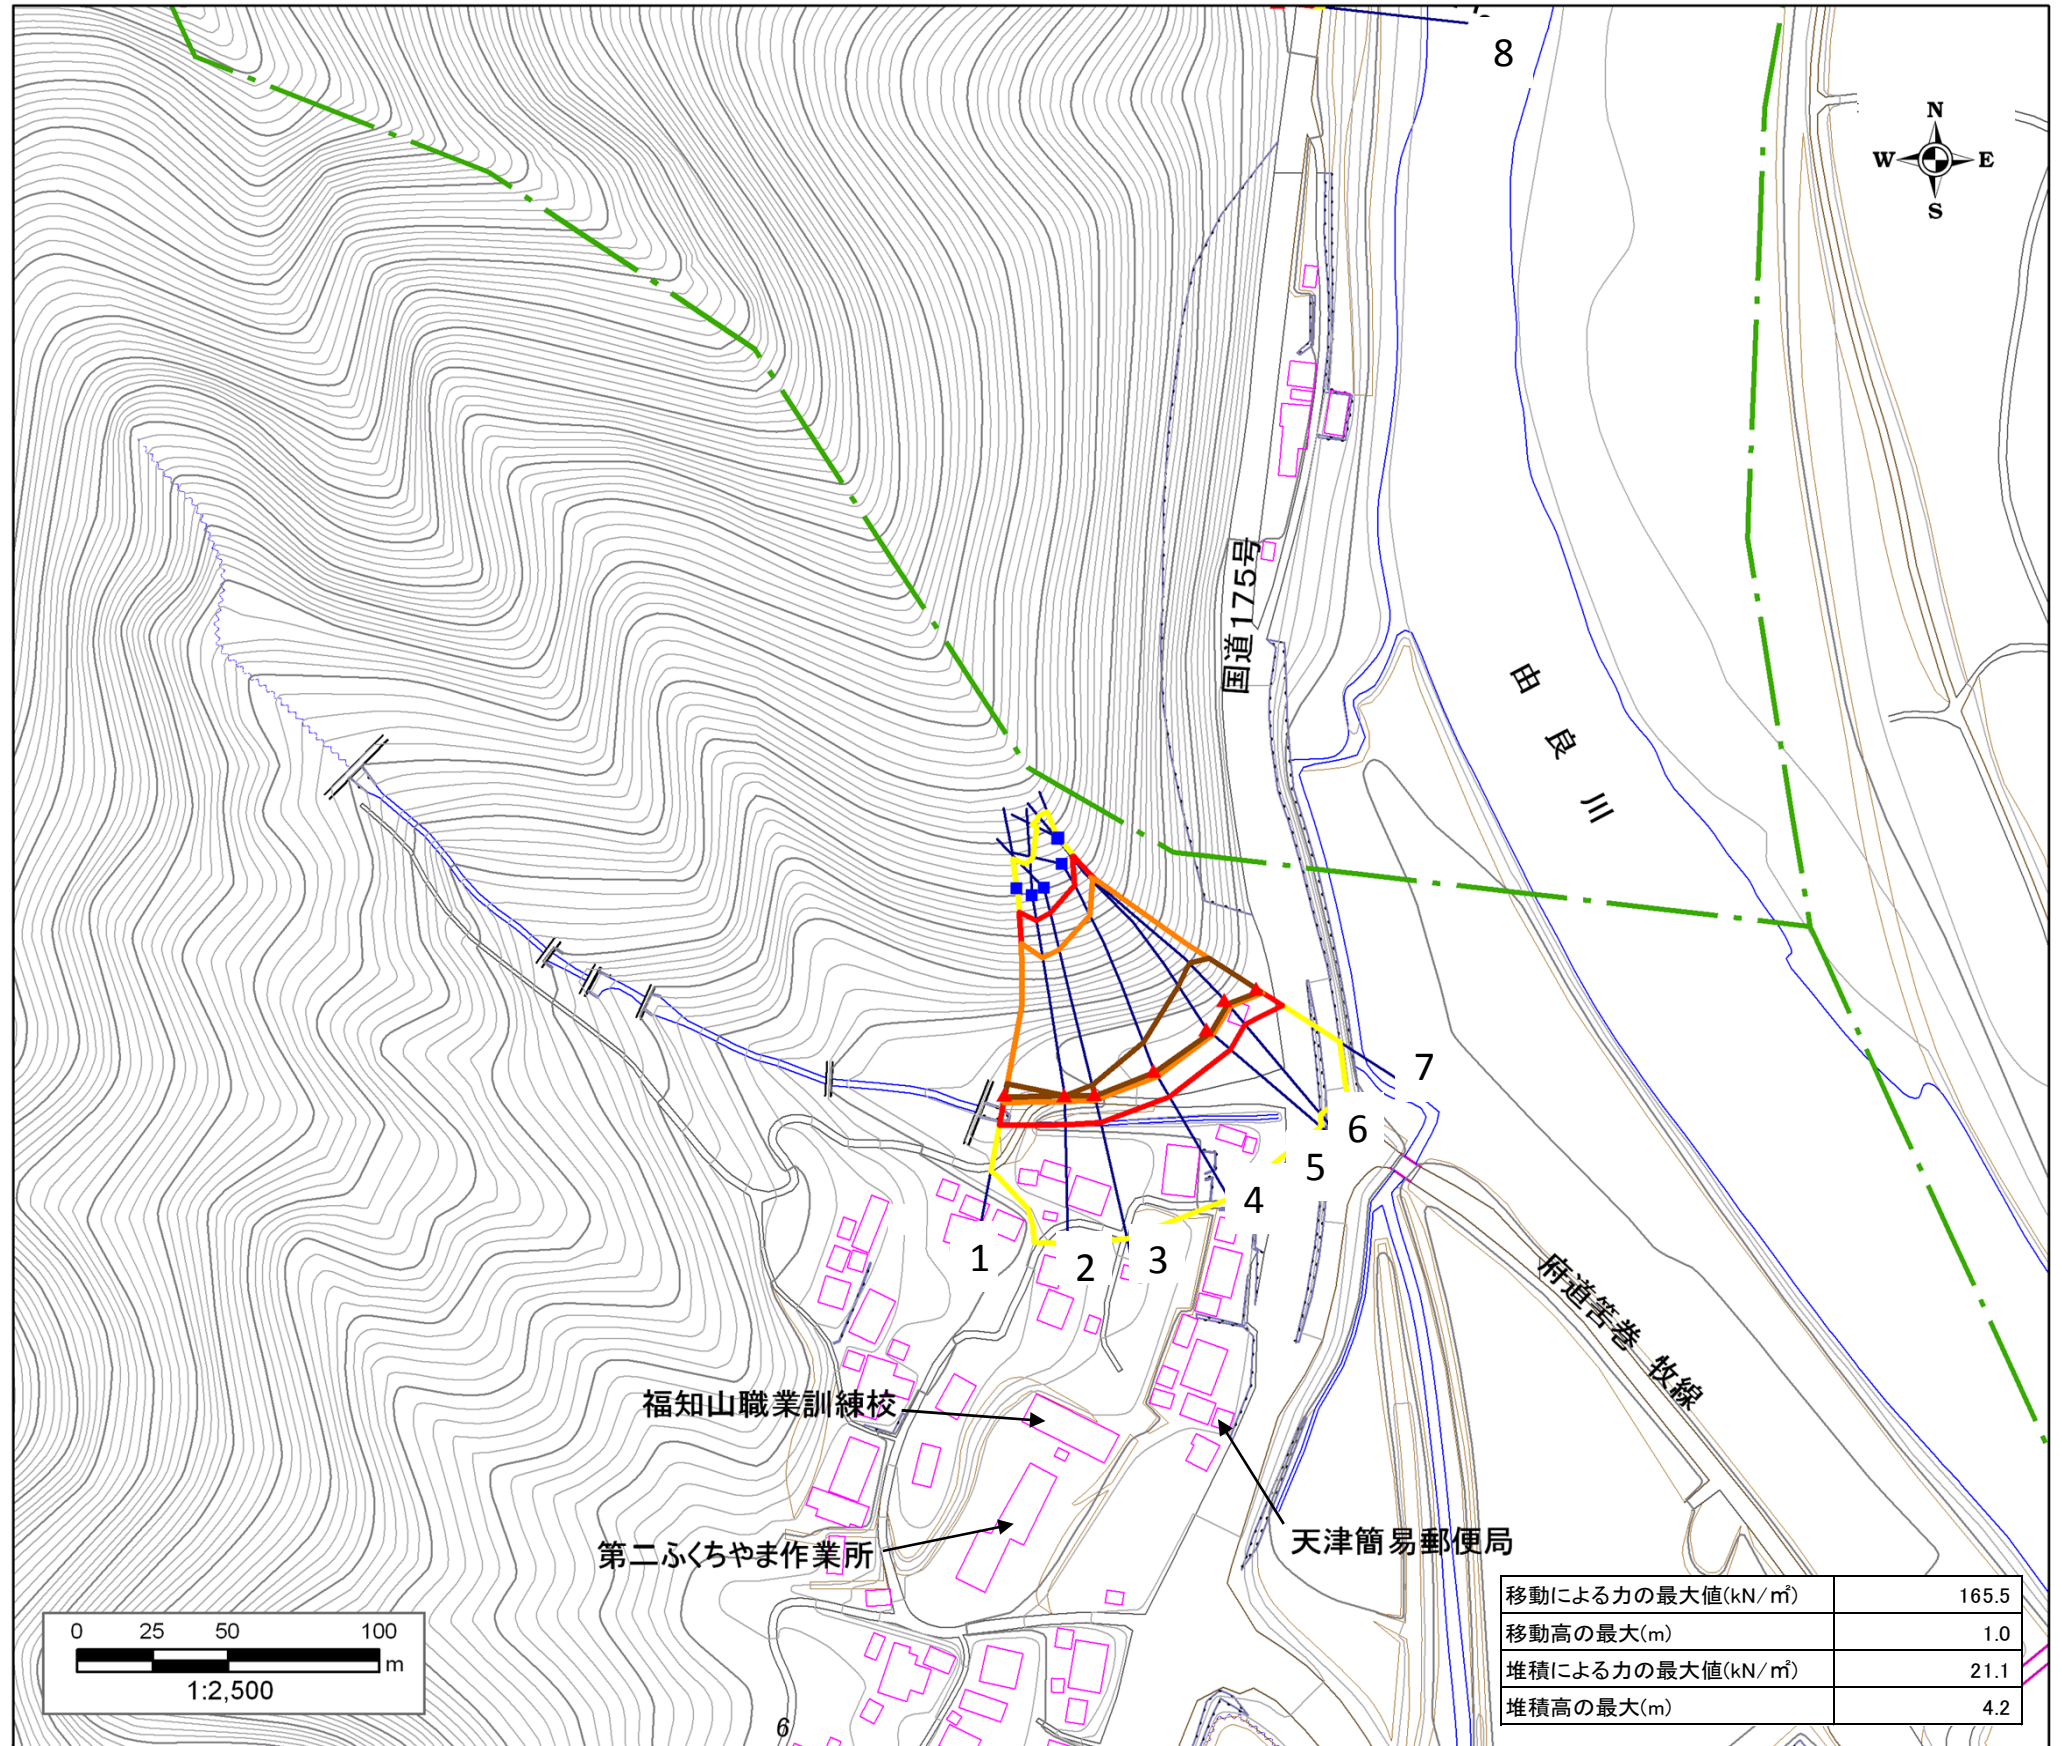 8
N
W E
S
国道175号
由良川
7
6
5
4
3
2
1
府道筈巻 牧線
福知山職業訓練校
第二ふくちやま作業所
天津簡易郵便局
0 25 50 100
m
1:2,500
6
移動による力の最大値(kN/㎡) 165.5
移動高の最大(m) 1.0
堆積による力の最大値(kN/㎡) 21.1
堆積高の最大(m) 4.2